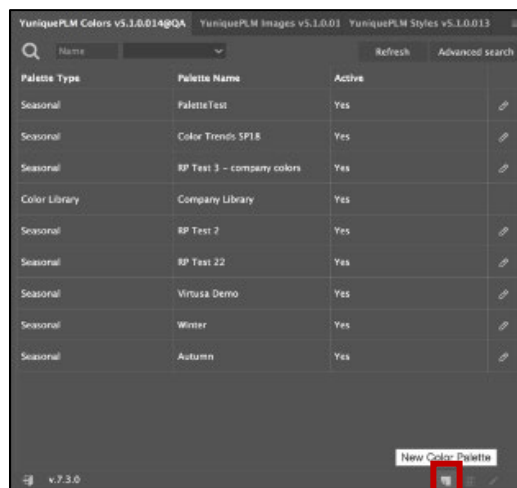 YuniquePLM Colors v5.1.0.014@QA YuniquePLM Images v5.1.0.01 YuniquePLM Styles v5.1.0.013
Name Refresh Advanced search
Palette Type Palette Name Active
Seasonal PaletteTest Yes
Seasonal Color Trends SP18 Yes
Seasonal RP Test 3 - company colors Yes
Color Library Company Library Yes
Seasonal RP Test 2 Yes
Seasonal RP Test 22 Yes
Seasonal Virtusa Demo Yes
Seasonal Winter Yes
Seasonal Autumn Yes
New Color Palette
v.7.3.0